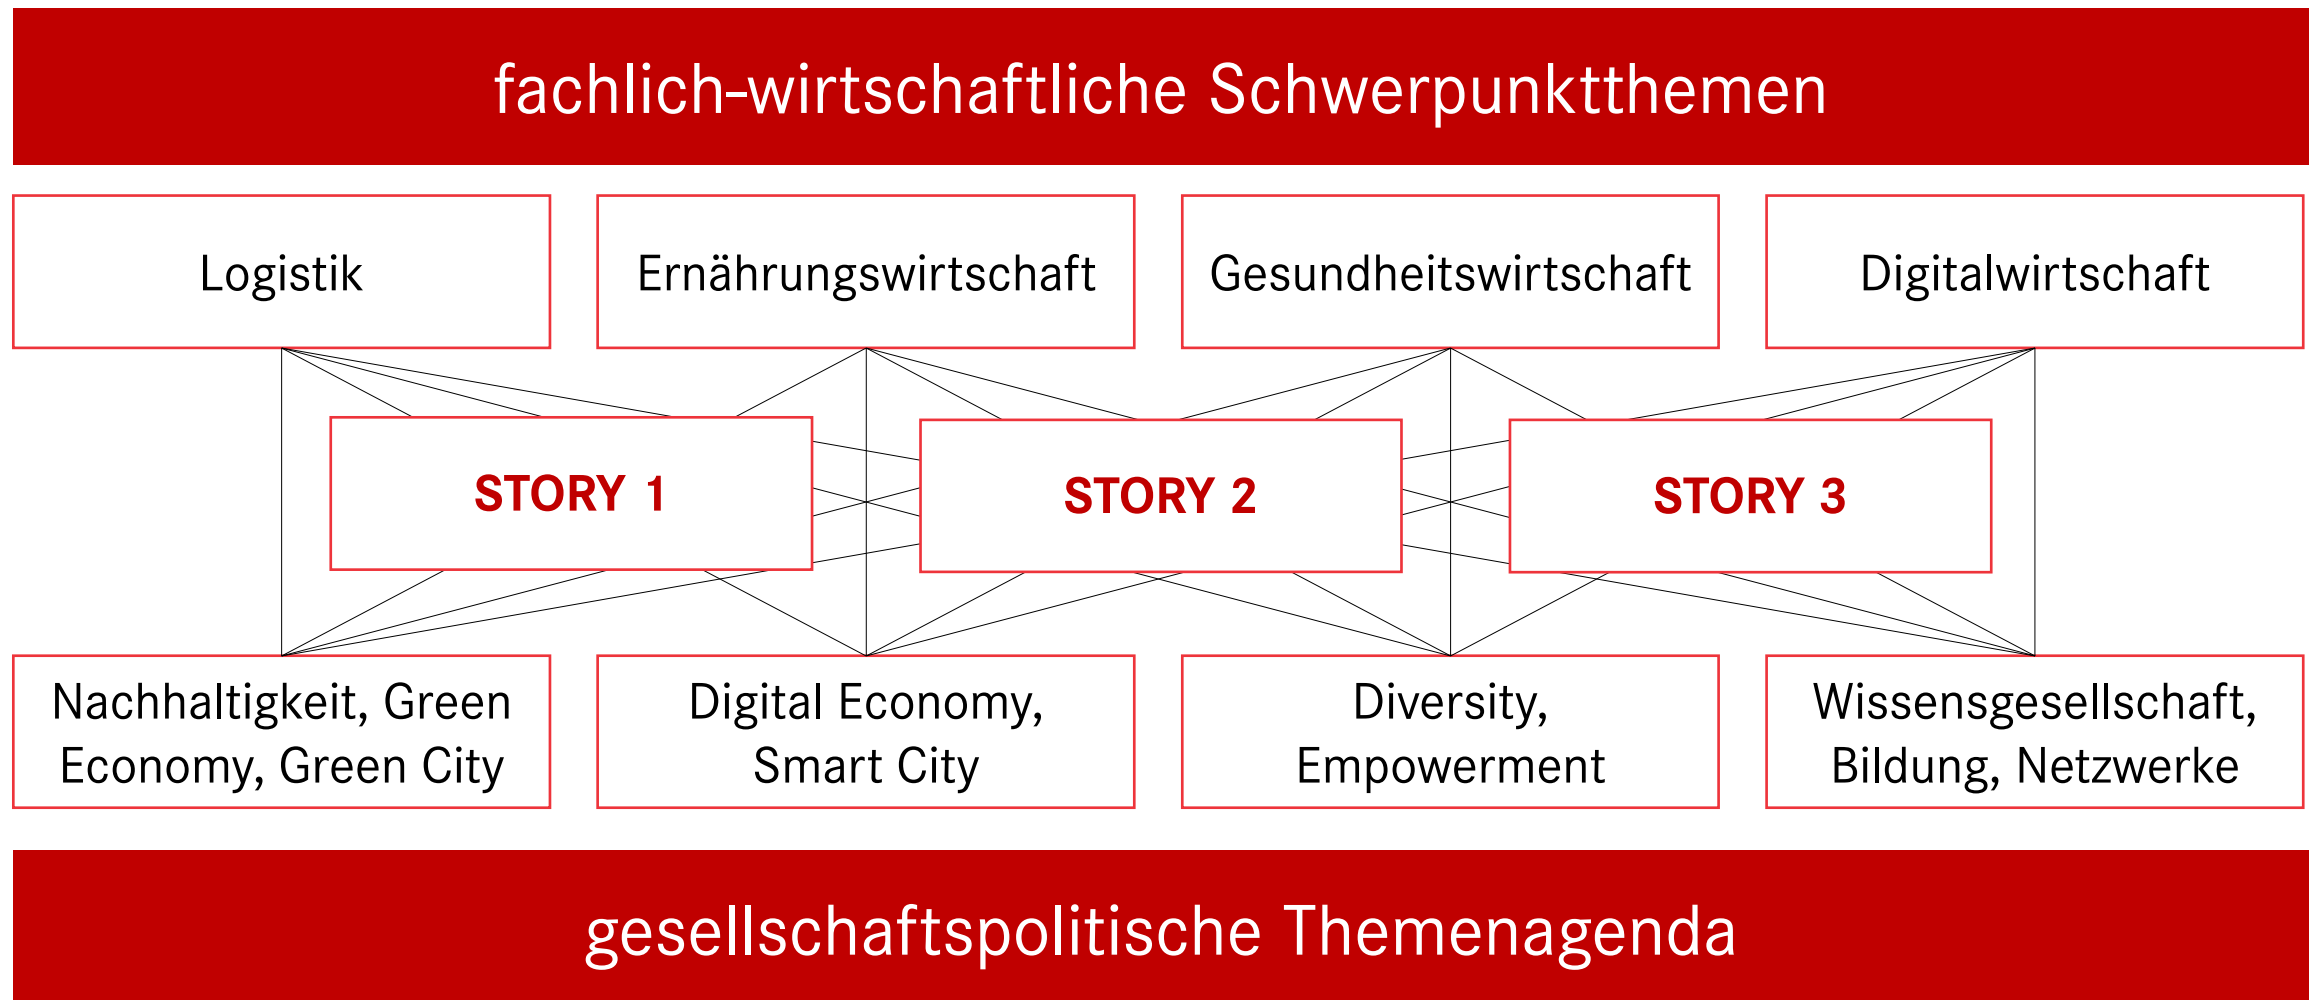 fachlich-wirtschaftliche Schwerpunktthemen
Logistik
Ernährungswirtschaft
Gesundheitswirtschaft
Digitalwirtschaft
STORY 1
STORY 2
STORY 3
Nachhaltigkeit, Green
Economy, Green City
Digital Economy,
Smart City
Diversity,
Empowerment
Wissensgesellschaft,
Bildung, Netzwerke
gesellschaftspolitische Themenagenda